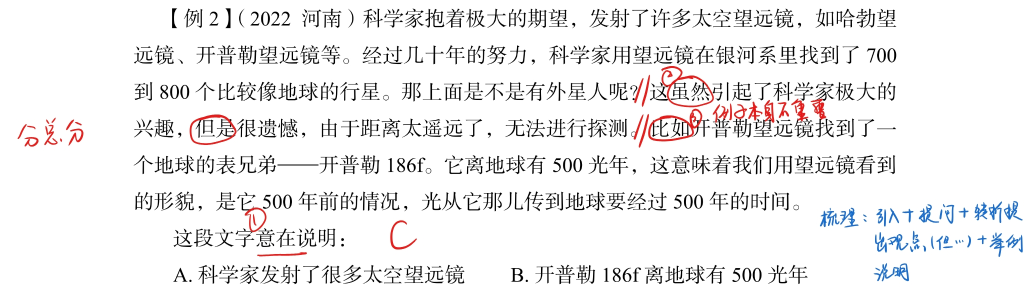 【例 2】（2022 河南）科学家抱着极大的期望，发射了许多太空望远镜，如哈勃望
远镜、开普勒望远镜等。经过几十年的努力，科学家用望远镜在银河系里找到了 700
到 800 个比较像地球的行星。那上面是不是有外星人呢？这虽然引起了科学家极大的
② 
① 例子本身不重要
分总分
兴趣，但是很遗憾，由于距离太遥远了，无法进行探测。比如开普勒望远镜找到了一
个地球的表兄弟——开普勒 186f。它离地球有 500 光年，这意味着我们用望远镜看到
的形貌，是它 500 年前的情况，光从它那儿传到地球要经过 500 年的时间。
①
这段文字意在说明：
C
梳理：引入+提问+转折提
出观点(但…)+举例
说明
A. 科学家发射了很多太空望远镜 B. 开普勒 186f 离地球有 500 光年